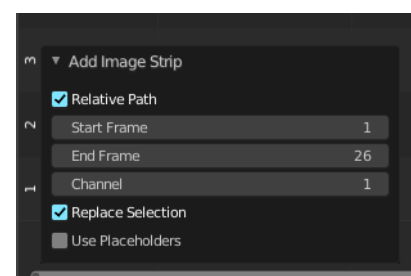 3
Add Image Strip
Relative Path
2
Start Frame 1
End Frame 26
1
Channel 1
Replace Selection
Use Placeholders